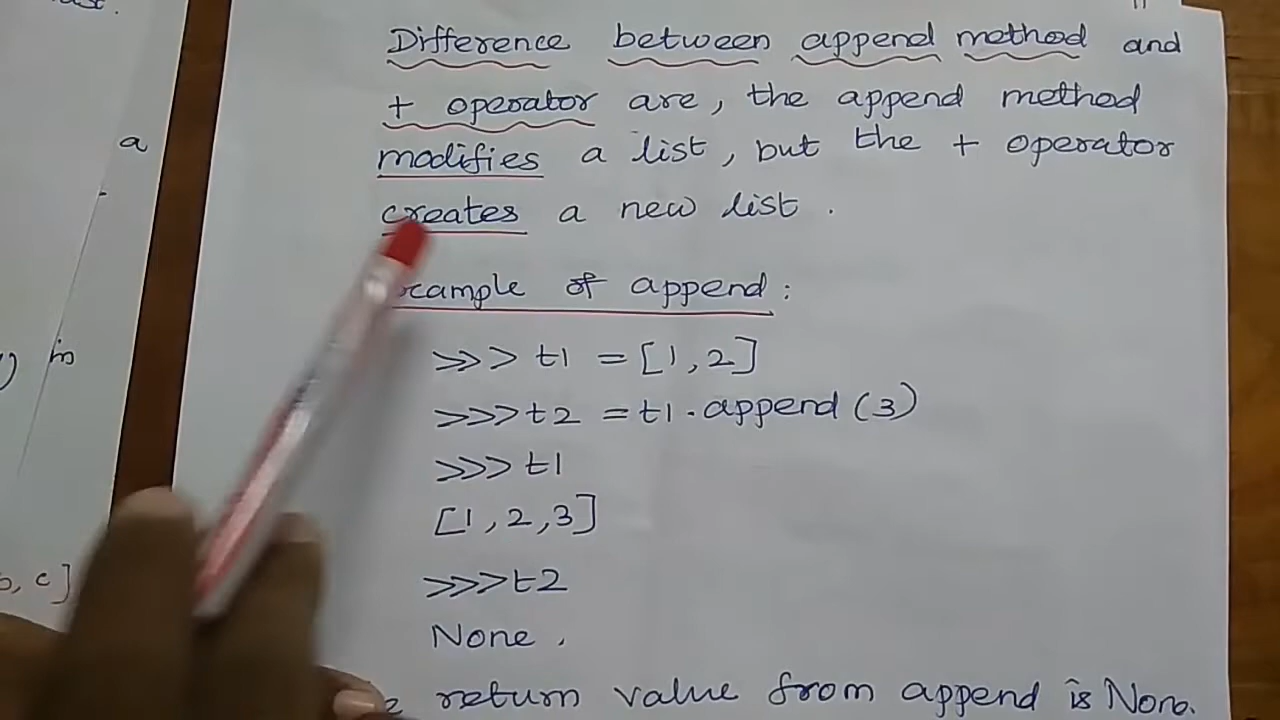 a
Difference between append method and
+ operator are, the append method
modifies a list, but the + operator
creates a new list.
of append:
>>> t1 = [1,2]
>>> t2 = t1.append(3)
>>> t1
[1,2,3]
>>> t2
None.
return value from append is None.
in
, c]